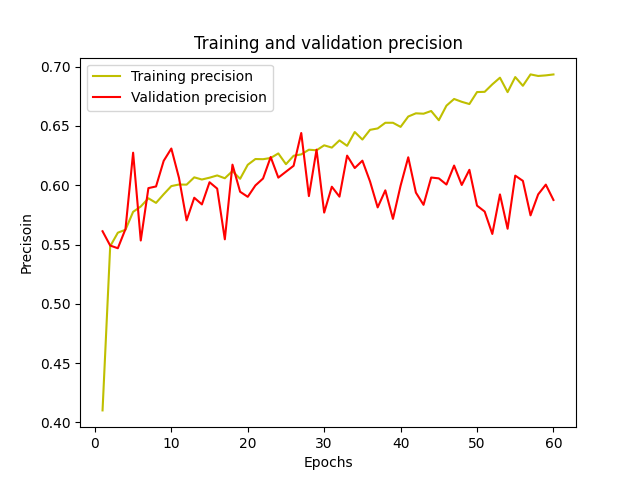 Training and validation precision
Training precision
Validation precision
0.70
0.65
0.60
0.55
0.50
0.45
0.40
Precisoin
0 10 20 30 40 50 60
Epochs